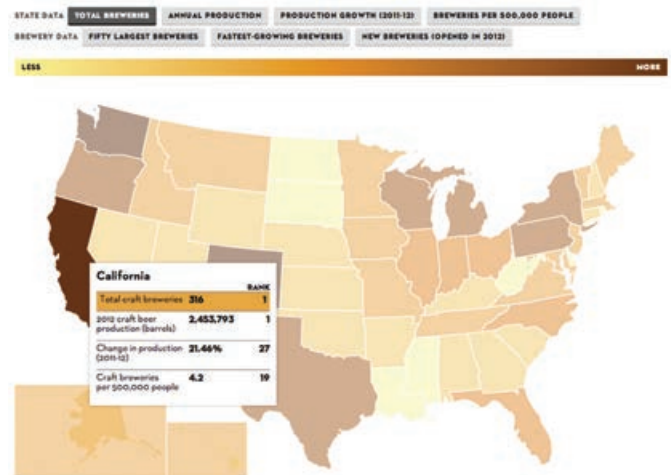 STATE DATA TOTAL BREWERIES ANNUAL PRODUCTION PRODUCTION GROWTH (2011-12) BREWERIES PER 500,000 PEOPLE
BREWERY DATA FIFTY LARGEST BREWERIES FASTEST-GROWING BREWERIES NEW BREWERIES (OPENED IN 2012)
LESS MORE
California
RANK
Total craft breweries 316 1
2012 craft beer
production (barrels) 2,453,793 1
Change in production 21.46% 27
(2011-12)
Craft breweries 4.2 19
per 500,000 people